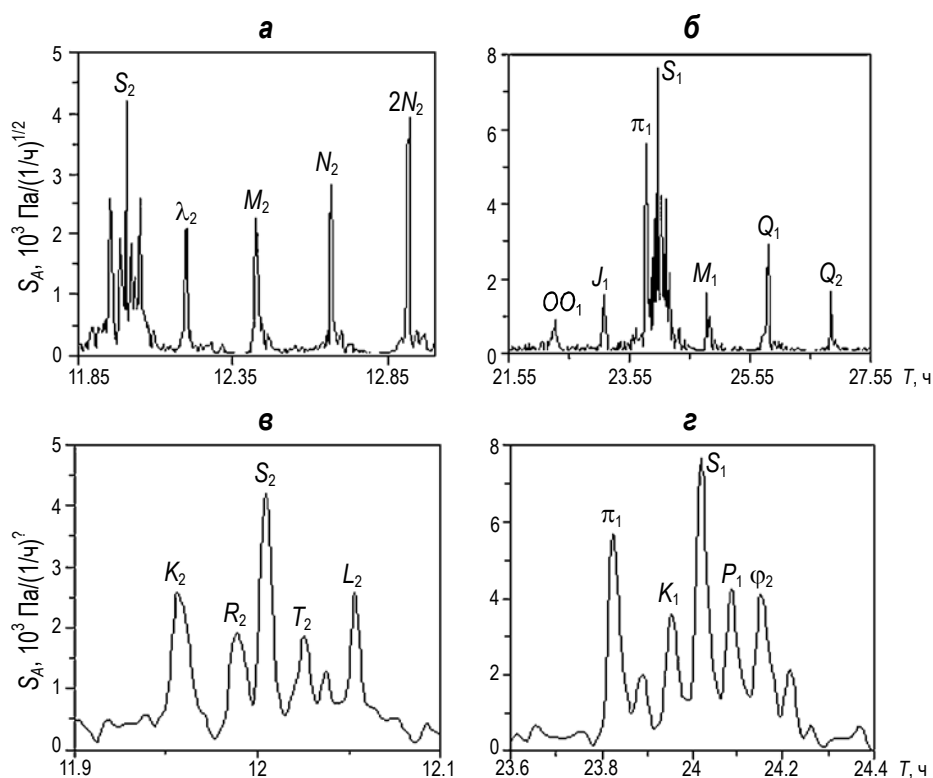 а
S_A, 10³ Па/(1/ч)^1/2
5
4
3
2
1
0
S₂
λ₂
M₂
N₂
2N₂
11.85
12.35
12.85
б
8
6
4
2
0
S₁
π₁
OO₁
J₁
M₁
Q₁
Q₂
21.55
23.55
25.55
27.55
T, ч
в
S_A, 10³ Па/(1/ч)^?
5
4
3
2
1
0
K₂
R₂
S₂
T₂
L₂
11.9
12
12.1
г
8
6
4
2
0
π₁
K₁
S₁
P₁
φ₂
23.6
23.8
24
24.2
24.4
T, ч